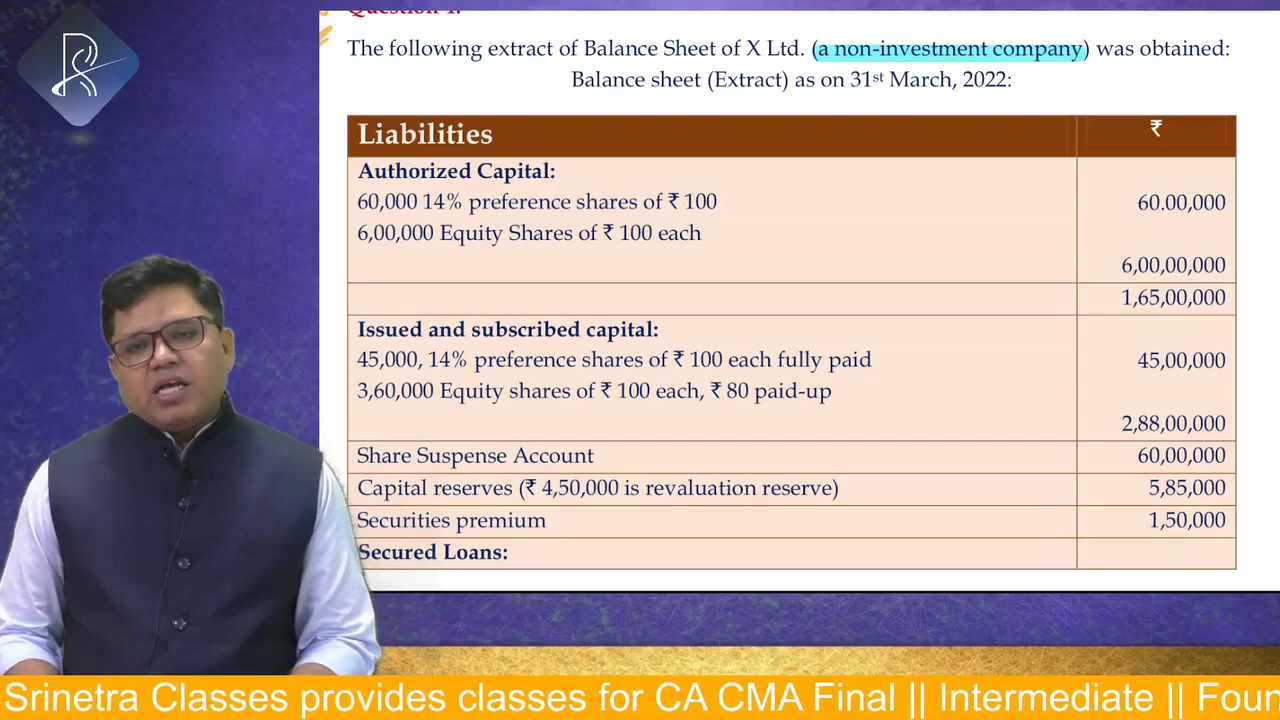 Question 1:
The following extract of Balance Sheet of X Ltd. (a non-investment company) was obtained:
Balance sheet (Extract) as on 31st March, 2022:
Liabilities ₹
Authorized Capital:
60,000 14% preference shares of ₹ 100 60.00,000
6,00,000 Equity Shares of ₹ 100 each
6,00,00,000
1,65,00,000
Issued and subscribed capital:
45,000, 14% preference shares of ₹ 100 each fully paid 45,00,000
3,60,000 Equity shares of ₹ 100 each, ₹ 80 paid-up
2,88,00,000
Share Suspense Account 60,00,000
Capital reserves (₹ 4,50,000 is revaluation reserve) 5,85,000
Securities premium 1,50,000
Secured Loans:
Srinetra Classes provides classes for CA CMA Final || Intermediate || Foun